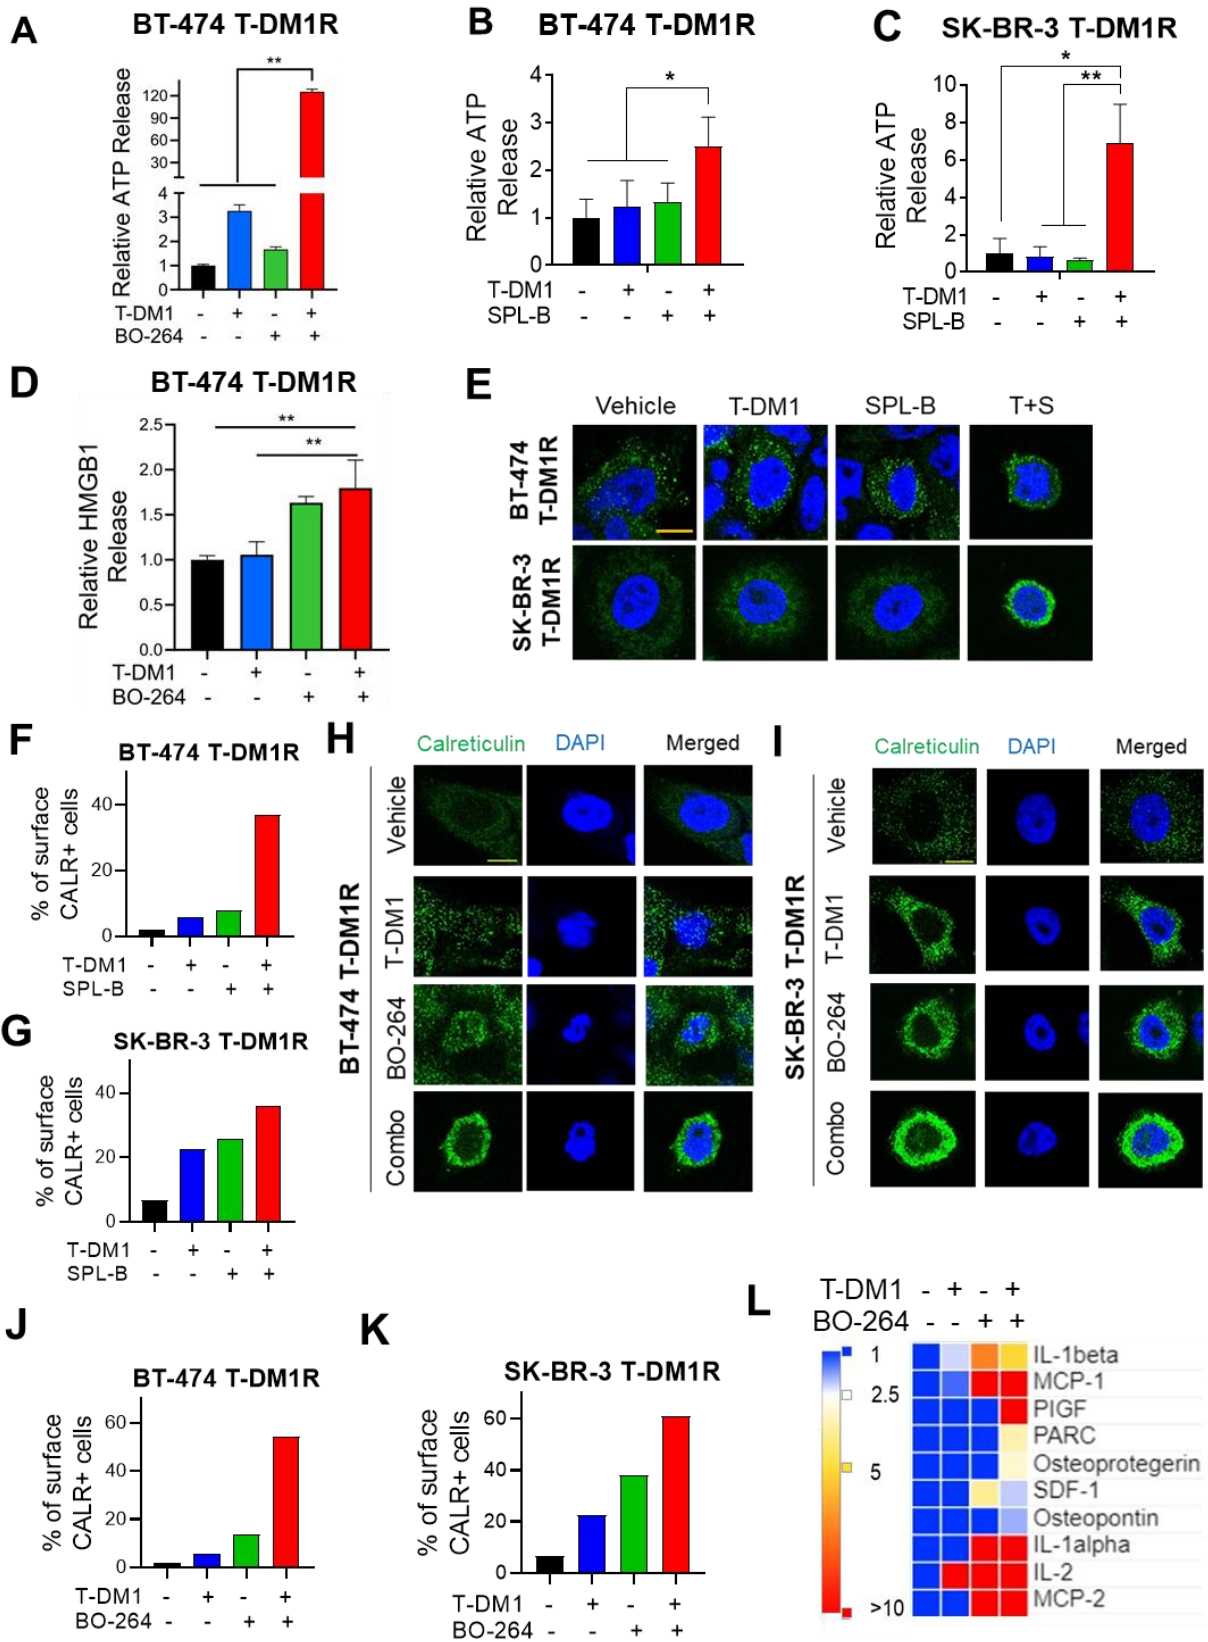 A
BT-474 T-DM1R
Relative ATP Release
120
90
60
30
4
3
2
1
0
**
T-DM1 - + - +
BO-264 - - + +
B
BT-474 T-DM1R
Relative ATP
Release
4
3
2
1
0
*
T-DM1 - + - +
SPL-B - - + +
C
SK-BR-3 T-DM1R
Relative ATP
Release
10
8
6
4
2
0
*
**
T-DM1 - + - +
SPL-B - - + +
D
BT-474 T-DM1R
Relative HMGB1
Release
2.5
2.0
1.5
1.0
0.5
0.0
**
**
T-DM1 - + - +
BO-264 - - + +
E
Vehicle T-DM1 SPL-B T+S
BT-474
T-DM1R
SK-BR-3
T-DM1R
F
BT-474 T-DM1R
% of surface
CALR+ cells
40
20
0
T-DM1 - + - +
SPL-B - - + +
G
SK-BR-3 T-DM1R
% of surface
CALR+ cells
40
20
0
T-DM1 - + - +
SPL-B - - + +
H
Calreticulin DAPI Merged
BT-474 T-DM1R
Vehicle
T-DM1
BO-264
Combo
I
Calreticulin DAPI Merged
SK-BR-3 T-DM1R
Vehicle
T-DM1
BO-264
Combo
J
BT-474 T-DM1R
% of surface
CALR+ cells
60
40
20
0
T-DM1 - + - +
BO-264 - - + +
K
SK-BR-3 T-DM1R
% of surface
CALR+ cells
60
40
20
0
T-DM1 - + - +
BO-264 - - + +
L
T-DM1 - + - +
BO-264 - - + +
1
2.5
5
>10
IL-1beta
MCP-1
PIGF
PARC
Osteoprotegerin
SDF-1
Osteopontin
IL-1alpha
IL-2
MCP-2